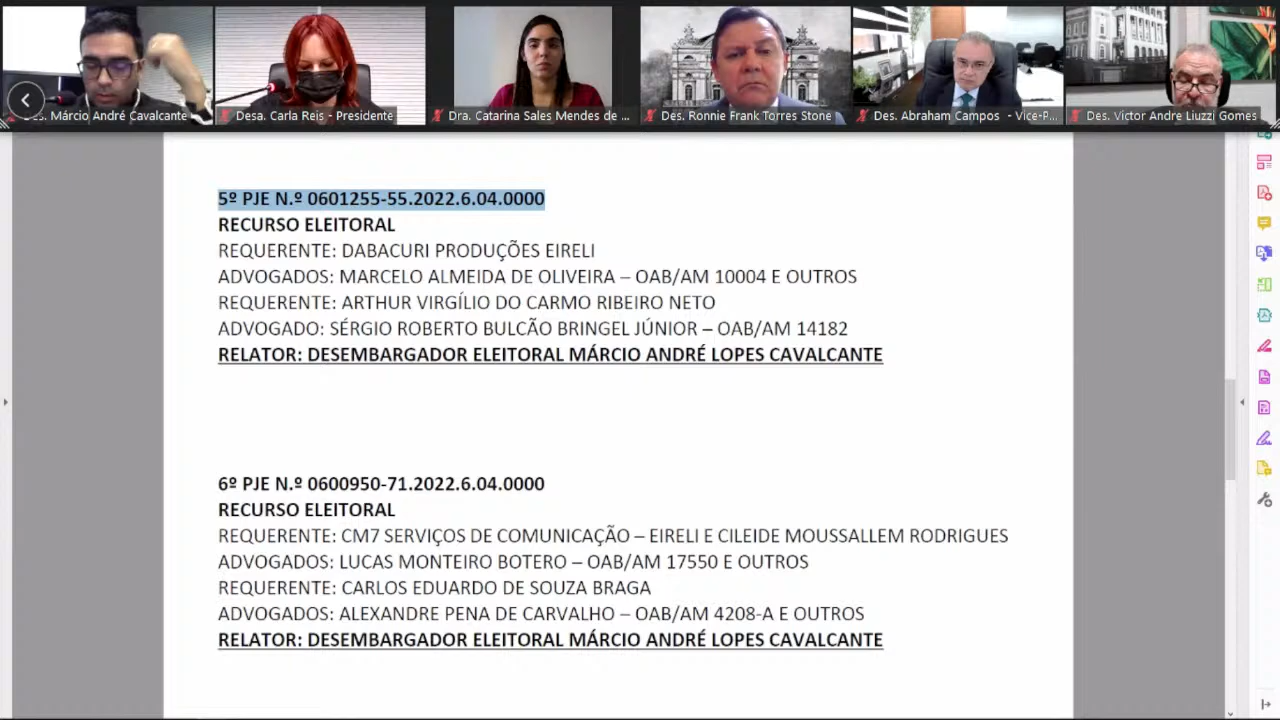 s. Márcio André Cavalcante
Desa. Carla Reis - Presidente
Dra. Catarina Sales Mendes de ...
Des. Ronnie Frank Torres Stone
Des. Abraham Campos - Vice-P...
Des. Victor Andre Liuzzi Gomes
5º PJE N.º 0601255-55.2022.6.04.0000
RECURSO ELEITORAL
REQUERENTE: DABACURI PRODUÇÕES EIRELI
ADVOGADOS: MARCELO ALMEIDA DE OLIVEIRA – OAB/AM 10004 E OUTROS
REQUERENTE: ARTHUR VIRGÍLIO DO CARMO RIBEIRO NETO
ADVOGADO: SÉRGIO ROBERTO BULCÃO BRINGEL JÚNIOR – OAB/AM 14182
RELATOR: DESEMBARGADOR ELEITORAL MÁRCIO ANDRÉ LOPES CAVALCANTE
6º PJE N.º 0600950-71.2022.6.04.0000
RECURSO ELEITORAL
REQUERENTE: CM7 SERVIÇOS DE COMUNICAÇÃO – EIRELI E CILEIDE MOUSSALLEM RODRIGUES
ADVOGADOS: LUCAS MONTEIRO BOTERO – OAB/AM 17550 E OUTROS
REQUERENTE: CARLOS EDUARDO DE SOUZA BRAGA
ADVOGADOS: ALEXANDRE PENA DE CARVALHO – OAB/AM 4208-A E OUTROS
RELATOR: DESEMBARGADOR ELEITORAL MÁRCIO ANDRÉ LOPES CAVALCANTE